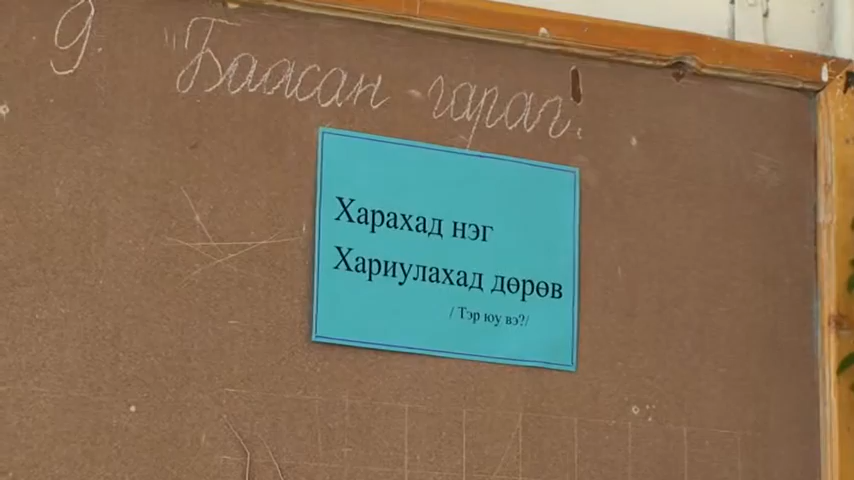 9 "Баасан гараг.
Харахад нэг
Хариулахад дөрөв
/ Тэр юу вэ?/